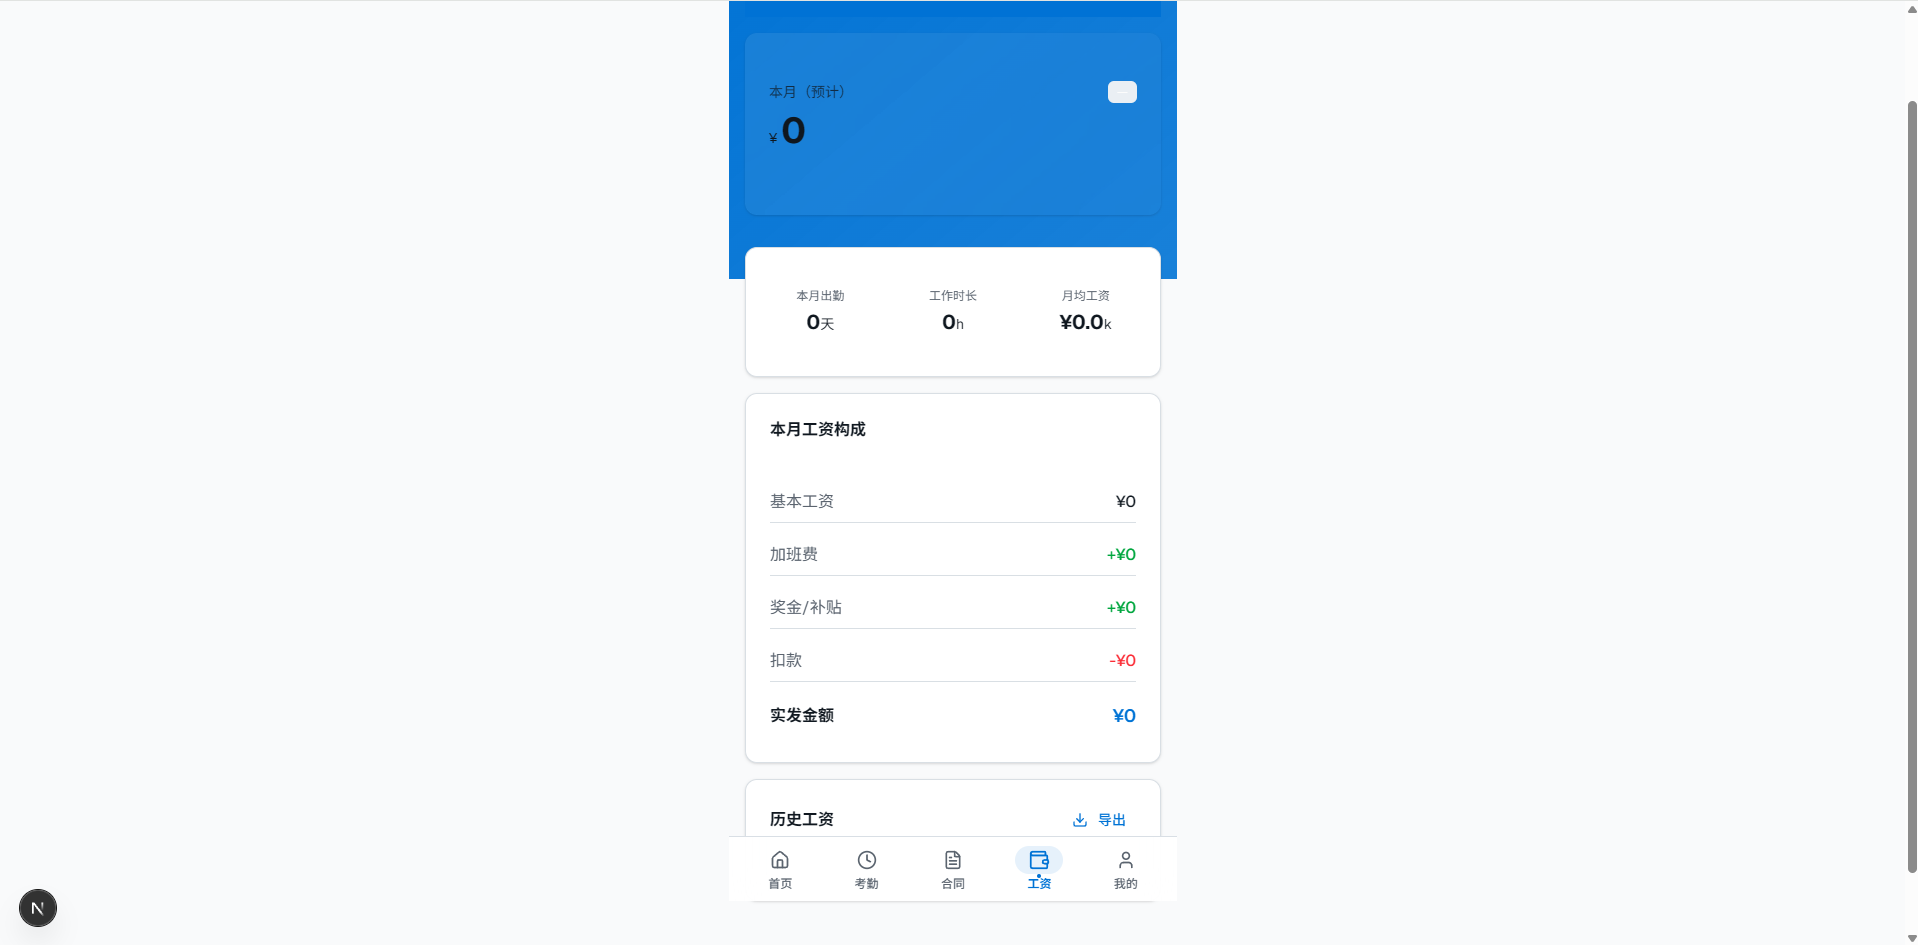 本月（预计）
¥ 0
本月出勤 工作时长 月均工资
0天 0h ¥0.0k
本月工资构成
基本工资 ¥0
加班费 +¥0
奖金/补贴 +¥0
扣款 -¥0
实发金额 ¥0
历史工资 导出
首页 考勤 合同 工资 我的
N